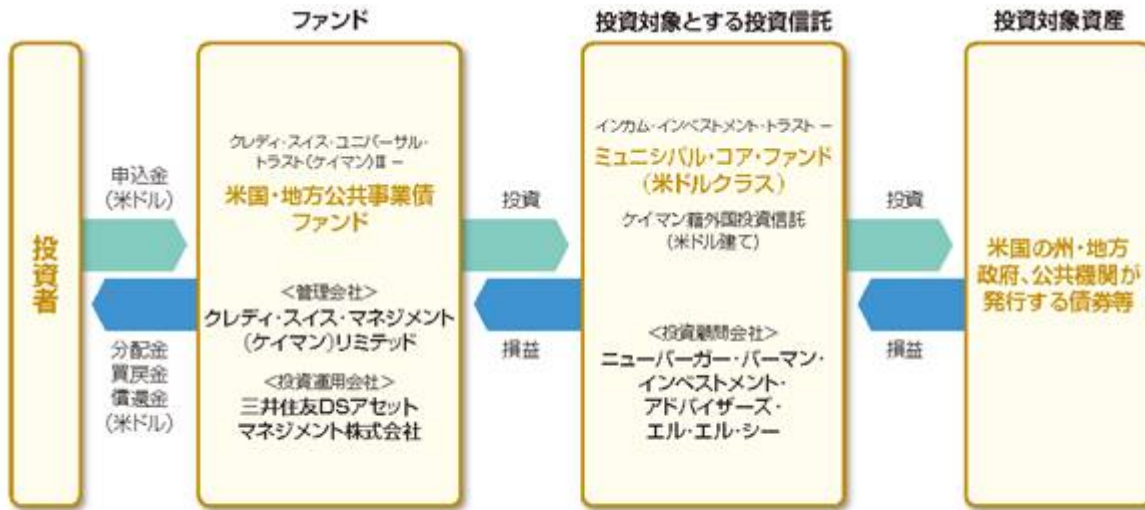 ファンド
投資対象とする投資信託
投資対象資産
投資者
申込金
(米ドル)
分配金
買戻金
償還金
(米ドル)
クレディ・スイス・ユニバーサル・
トラスト(ケイマン)Ⅲ －
米国・地方公共事業債
ファンド
＜管理会社＞
クレディ・スイス・マネジメント
(ケイマン)リミテッド
＜投資運用会社＞
三井住友DSアセット
マネジメント株式会社
投資
損益
インカム・インベストメント・トラスト －
ミュニシパル・コア・ファンド
(米ドルクラス)
ケイマン籍外国投資信託
(米ドル建て)
＜投資顧問会社＞
ニューバーガー・バーマン・
インベストメント・
アドバイザーズ・
エル・エル・シー
投資
損益
米国の州・地方
政府、公共機関が
発行する債券等